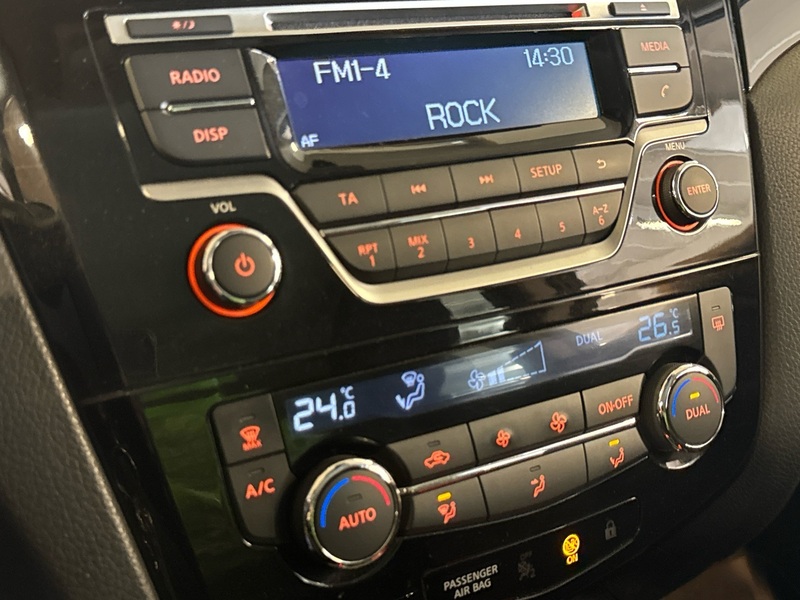 ☀/☽
RADIO
DISP
FM1-4
14:30
ROCK
AF
MEDIA
MENU
ENTER
VOL
TA
SETUP
RPT
1
MIX
2
3
4
5
A-Z
6
24.0°C
DUAL
26.5°C
MAX
A/C
AUTO
ON·OFF
DUAL
PASSENGER
AIR BAG
ON